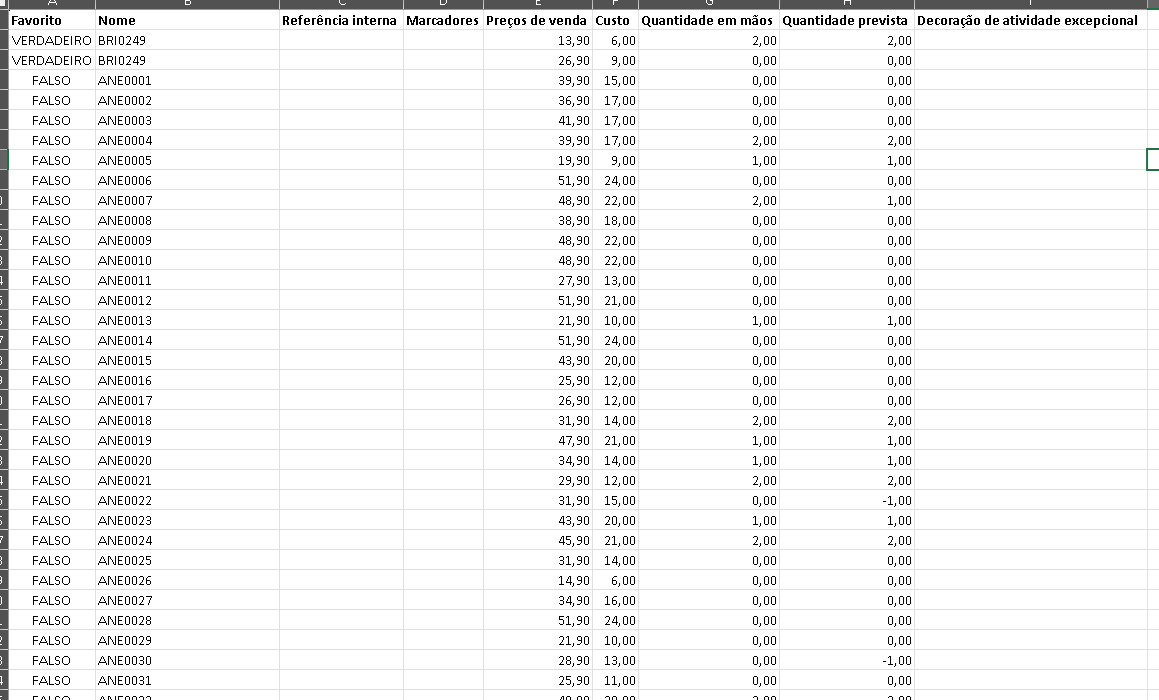 A B C D E F G H I
Favorito Nome Referência interna Marcadores Preços de venda Custo Quantidade em mãos Quantidade prevista Decoração de atividade excepcional
VERDADEIRO BRI0249 13,90 6,00 2,00 2,00
VERDADEIRO BRI0249 26,90 9,00 0,00 0,00
FALSO ANE0001 39,90 15,00 0,00 0,00
FALSO ANE0002 36,90 17,00 0,00 0,00
FALSO ANE0003 41,90 17,00 0,00 0,00
FALSO ANE0004 39,90 17,00 2,00 2,00
FALSO ANE0005 19,90 9,00 1,00 1,00
FALSO ANE0006 51,90 24,00 0,00 0,00
FALSO ANE0007 48,90 22,00 2,00 1,00
FALSO ANE0008 38,90 18,00 0,00 0,00
FALSO ANE0009 48,90 22,00 0,00 0,00
FALSO ANE0010 48,90 22,00 0,00 0,00
FALSO ANE0011 27,90 13,00 0,00 0,00
FALSO ANE0012 51,90 21,00 0,00 0,00
FALSO ANE0013 21,90 10,00 1,00 1,00
FALSO ANE0014 51,90 24,00 0,00 0,00
FALSO ANE0015 43,90 20,00 0,00 0,00
FALSO ANE0016 25,90 12,00 0,00 0,00
FALSO ANE0017 26,90 12,00 0,00 0,00
FALSO ANE0018 31,90 14,00 2,00 2,00
FALSO ANE0019 47,90 21,00 1,00 1,00
FALSO ANE0020 34,90 14,00 1,00 1,00
FALSO ANE0021 29,90 12,00 2,00 2,00
FALSO ANE0022 31,90 15,00 0,00 -1,00
FALSO ANE0023 43,90 20,00 1,00 1,00
FALSO ANE0024 45,90 21,00 2,00 2,00
FALSO ANE0025 31,90 14,00 0,00 0,00
FALSO ANE0026 14,90 6,00 0,00 0,00
FALSO ANE0027 34,90 16,00 0,00 0,00
FALSO ANE0028 51,90 24,00 0,00 0,00
FALSO ANE0029 21,90 10,00 0,00 0,00
FALSO ANE0030 28,90 13,00 0,00 -1,00
FALSO ANE0031 25,90 11,00 0,00 0,00